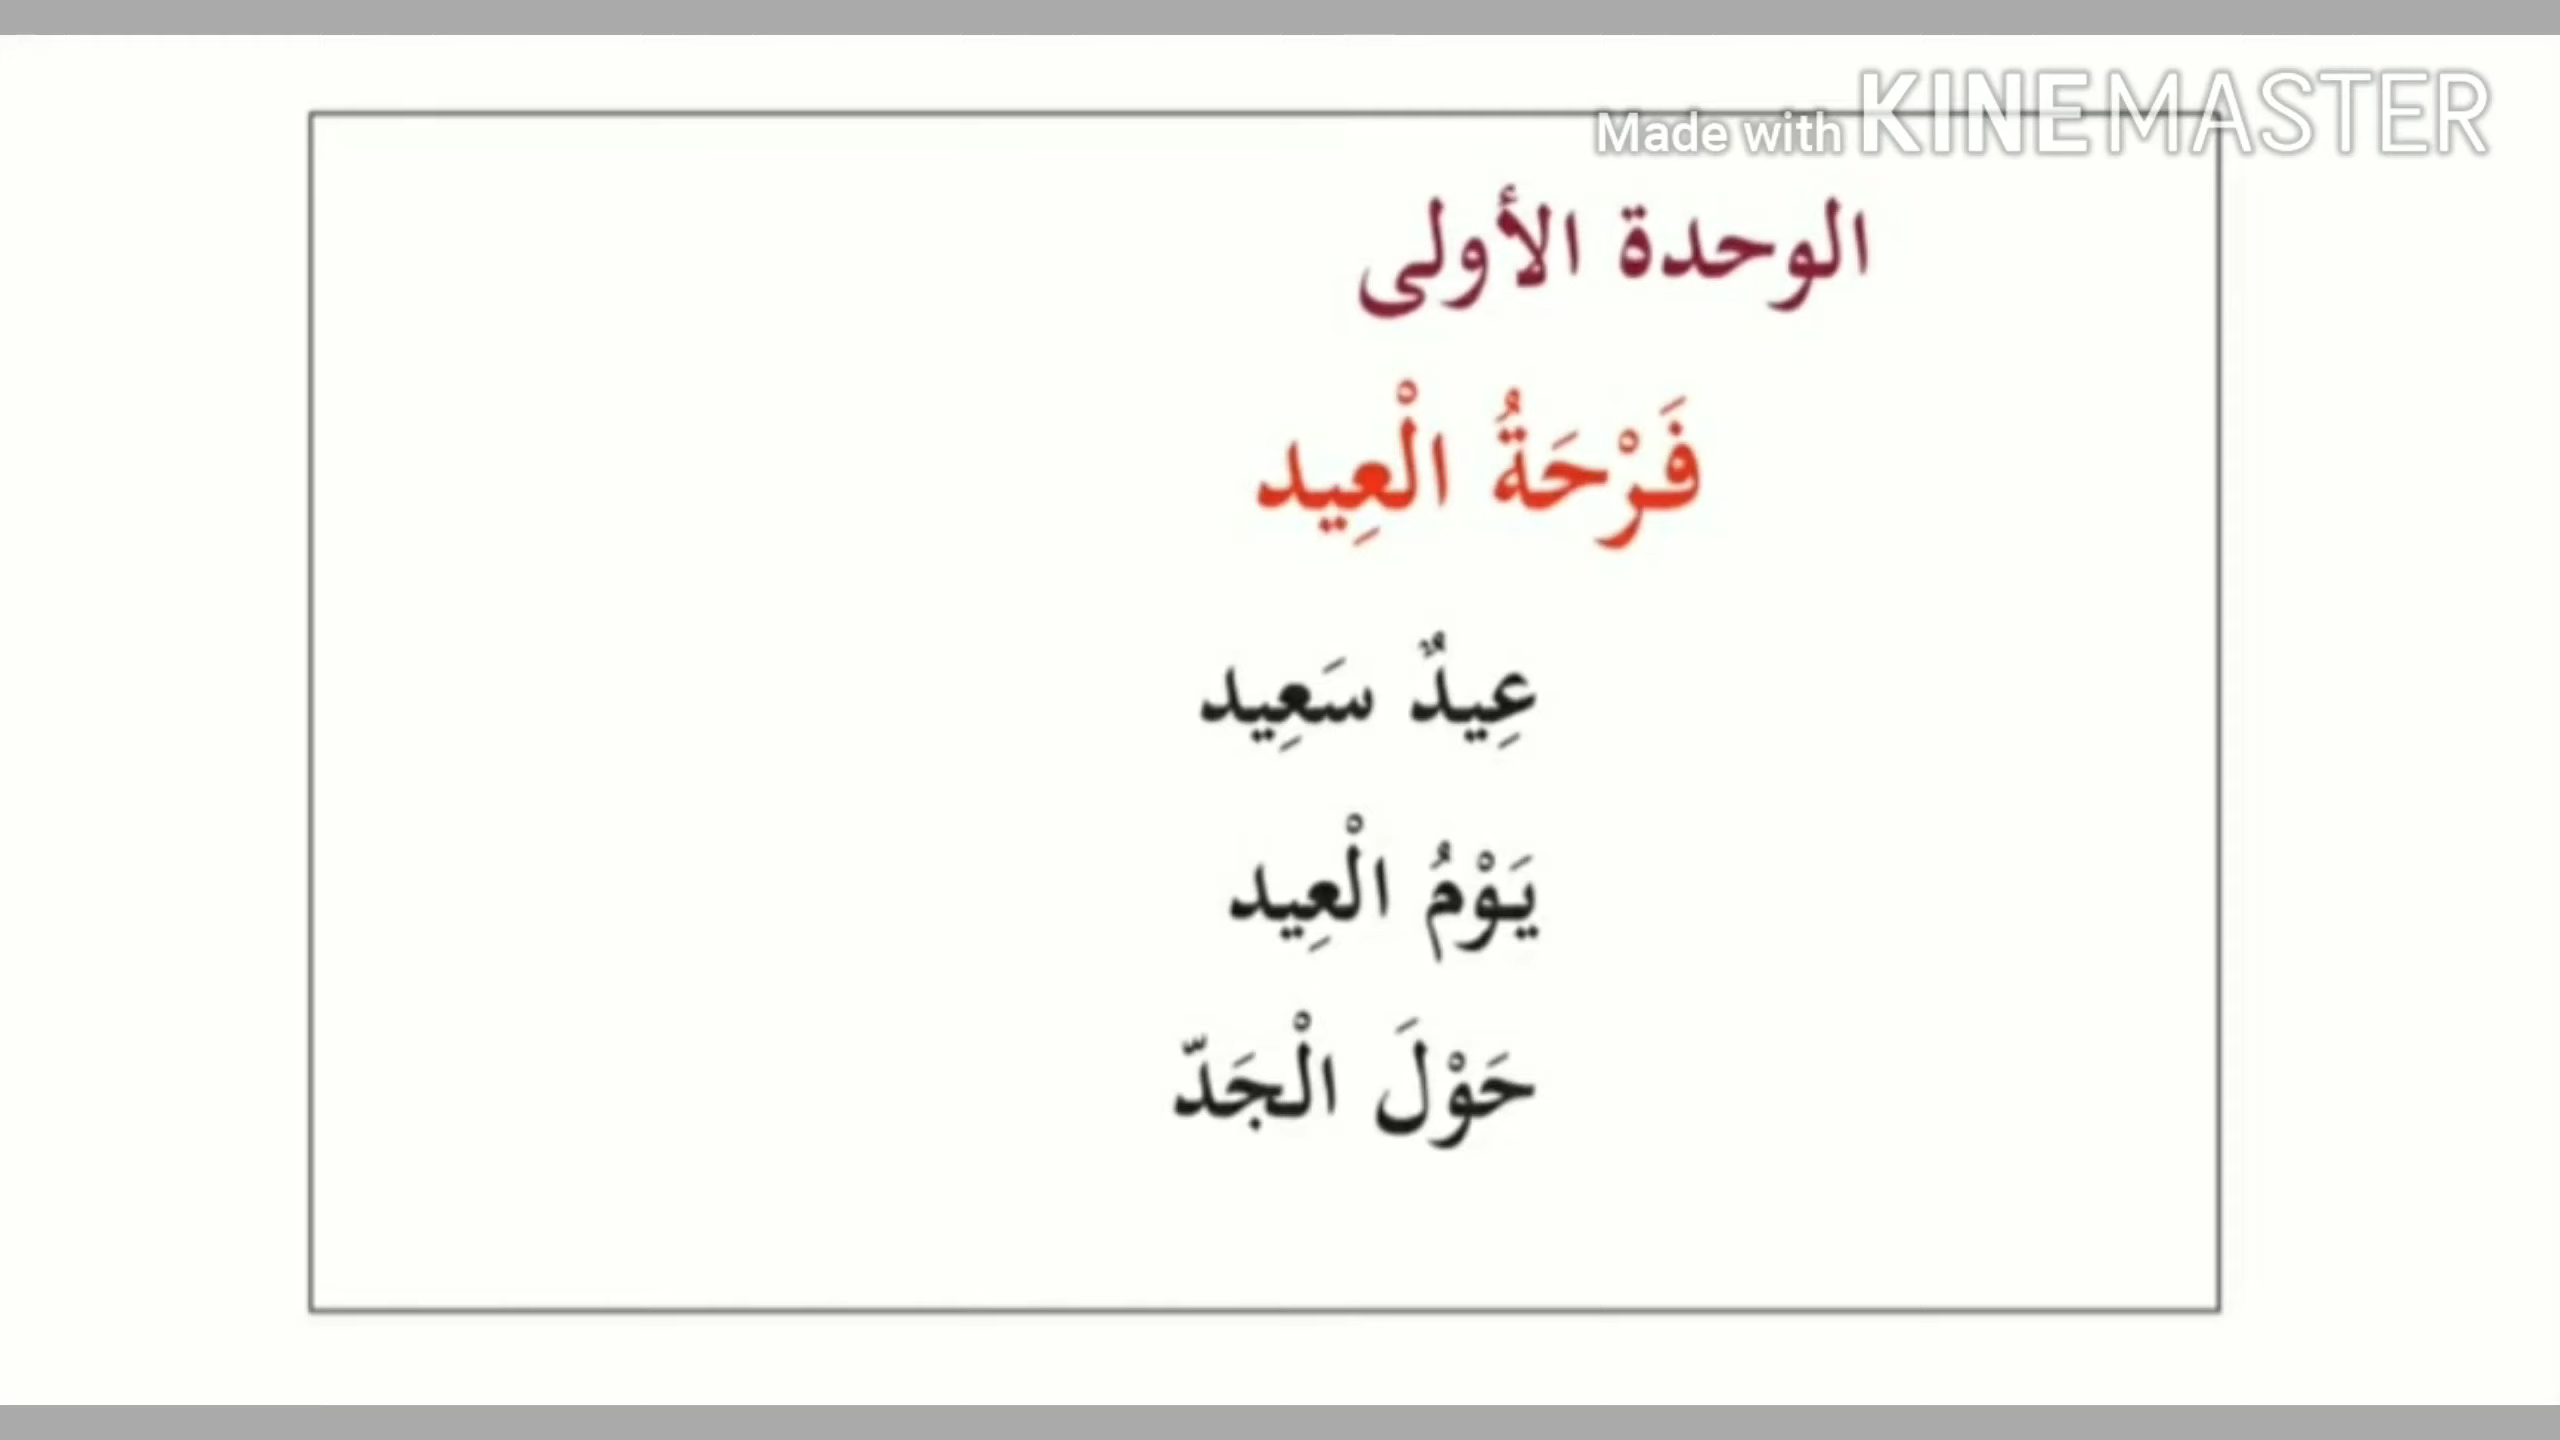 Made with KINEMASTER
الوحدة الأولى
فَرْحَةُ الْعِيد
عِيدٌ سَعِيد
يَوْمُ الْعِيد
حَوْلَ الْجَدّ